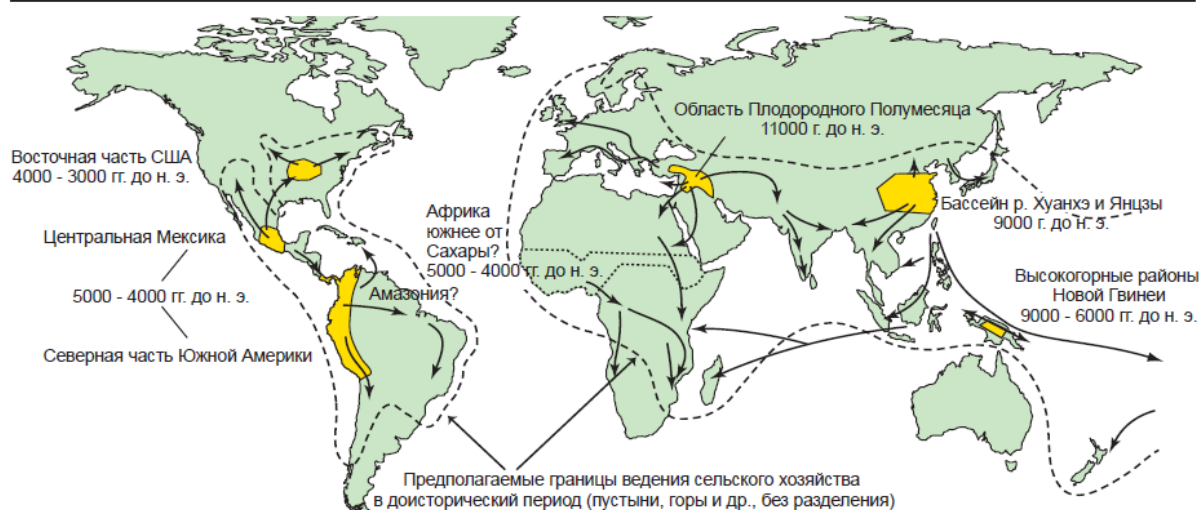 Область Плодородного Полумесяца
11000 г. до н. э.
Восточная часть США
4000 - 3000 гг. до н. э.
Центральная Мексика
5000 - 4000 гг. до н. э.
Северная часть Южной Америки
Амазония?
Африка
южнее от
Сахары?
5000 - 4000 гг. до н. э.
Бассейн р. Хуанхэ и Янцзы
9000 г. до н. э.
Высокогорные районы
Новой Гвинеи
9000 - 6000 гг. до н. э.
Предполагаемые границы ведения сельского хозяйства
в доисторический период (пустыни, горы и др., без разделения)